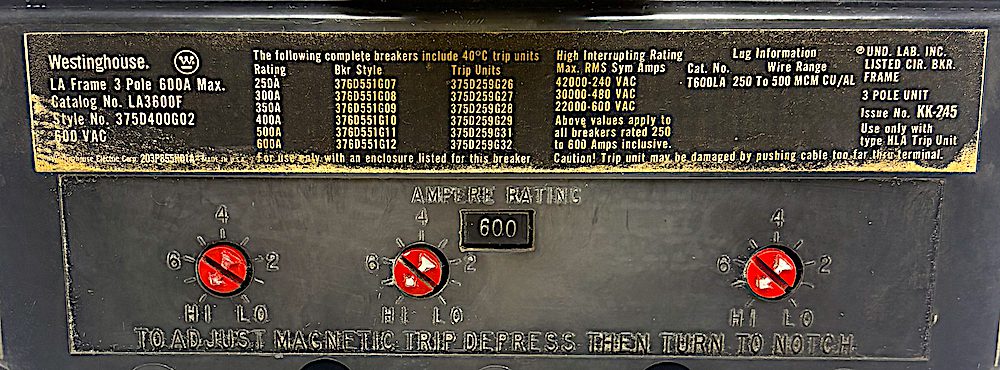 Westinghouse. W
LA Frame 3 Pole 600A Max.
Catalog No. LA3600F
Style No. 375D400G02
600 VAC
Westinghouse Electric Corp. 203P855H01A Made in U.S.A.
The following complete breakers include 40°C trip units
Rating Bkr Style Trip Units
250A 376D551G07 375D259G26
300A 376D551G08 375D259G27
350A 376D551G09 375D259G28
400A 376D551G10 375D259G29
500A 376D551G11 375D259G31
600A 376D551G12 375D259G32
For use only with an enclosure listed for this breaker
High Interrupting Rating
Max. RMS Sym Amps
42000-240 VAC
30000-480 VAC
22000-600 VAC
Above values apply to
all breakers rated 250
to 600 Amps inclusive.
Lug Information
Cat. No. Wire Range
T600LA 250 To 500 MCM CU/AL
Caution! Trip unit may be damaged by pushing cable too far thru terminal.
® UND. LAB. INC.
LISTED CIR. BKR.
FRAME
3 POLE UNIT
Issue No. KK-245
Use only with
type HLA Trip Unit
AMPERE RATING
600
4
6 2
HI LO
4
6 2
HI LO
4
6 2
HI LO
TO ADJUST MAGNETIC TRIP DEPRESS THEN TURN TO NOTCH